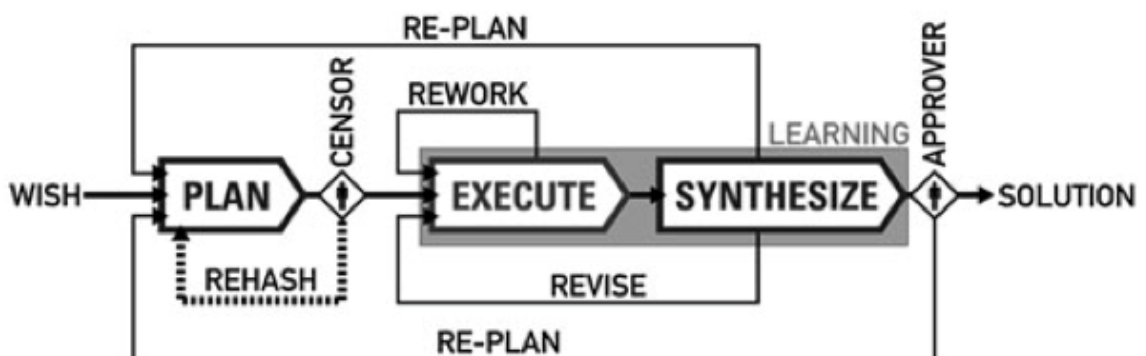 RE-PLAN
CENSOR
APPROVER
REWORK
LEARNING
WISH
PLAN
EXECUTE
SYNTHESIZE
SOLUTION
REHASH
REVISE
RE-PLAN